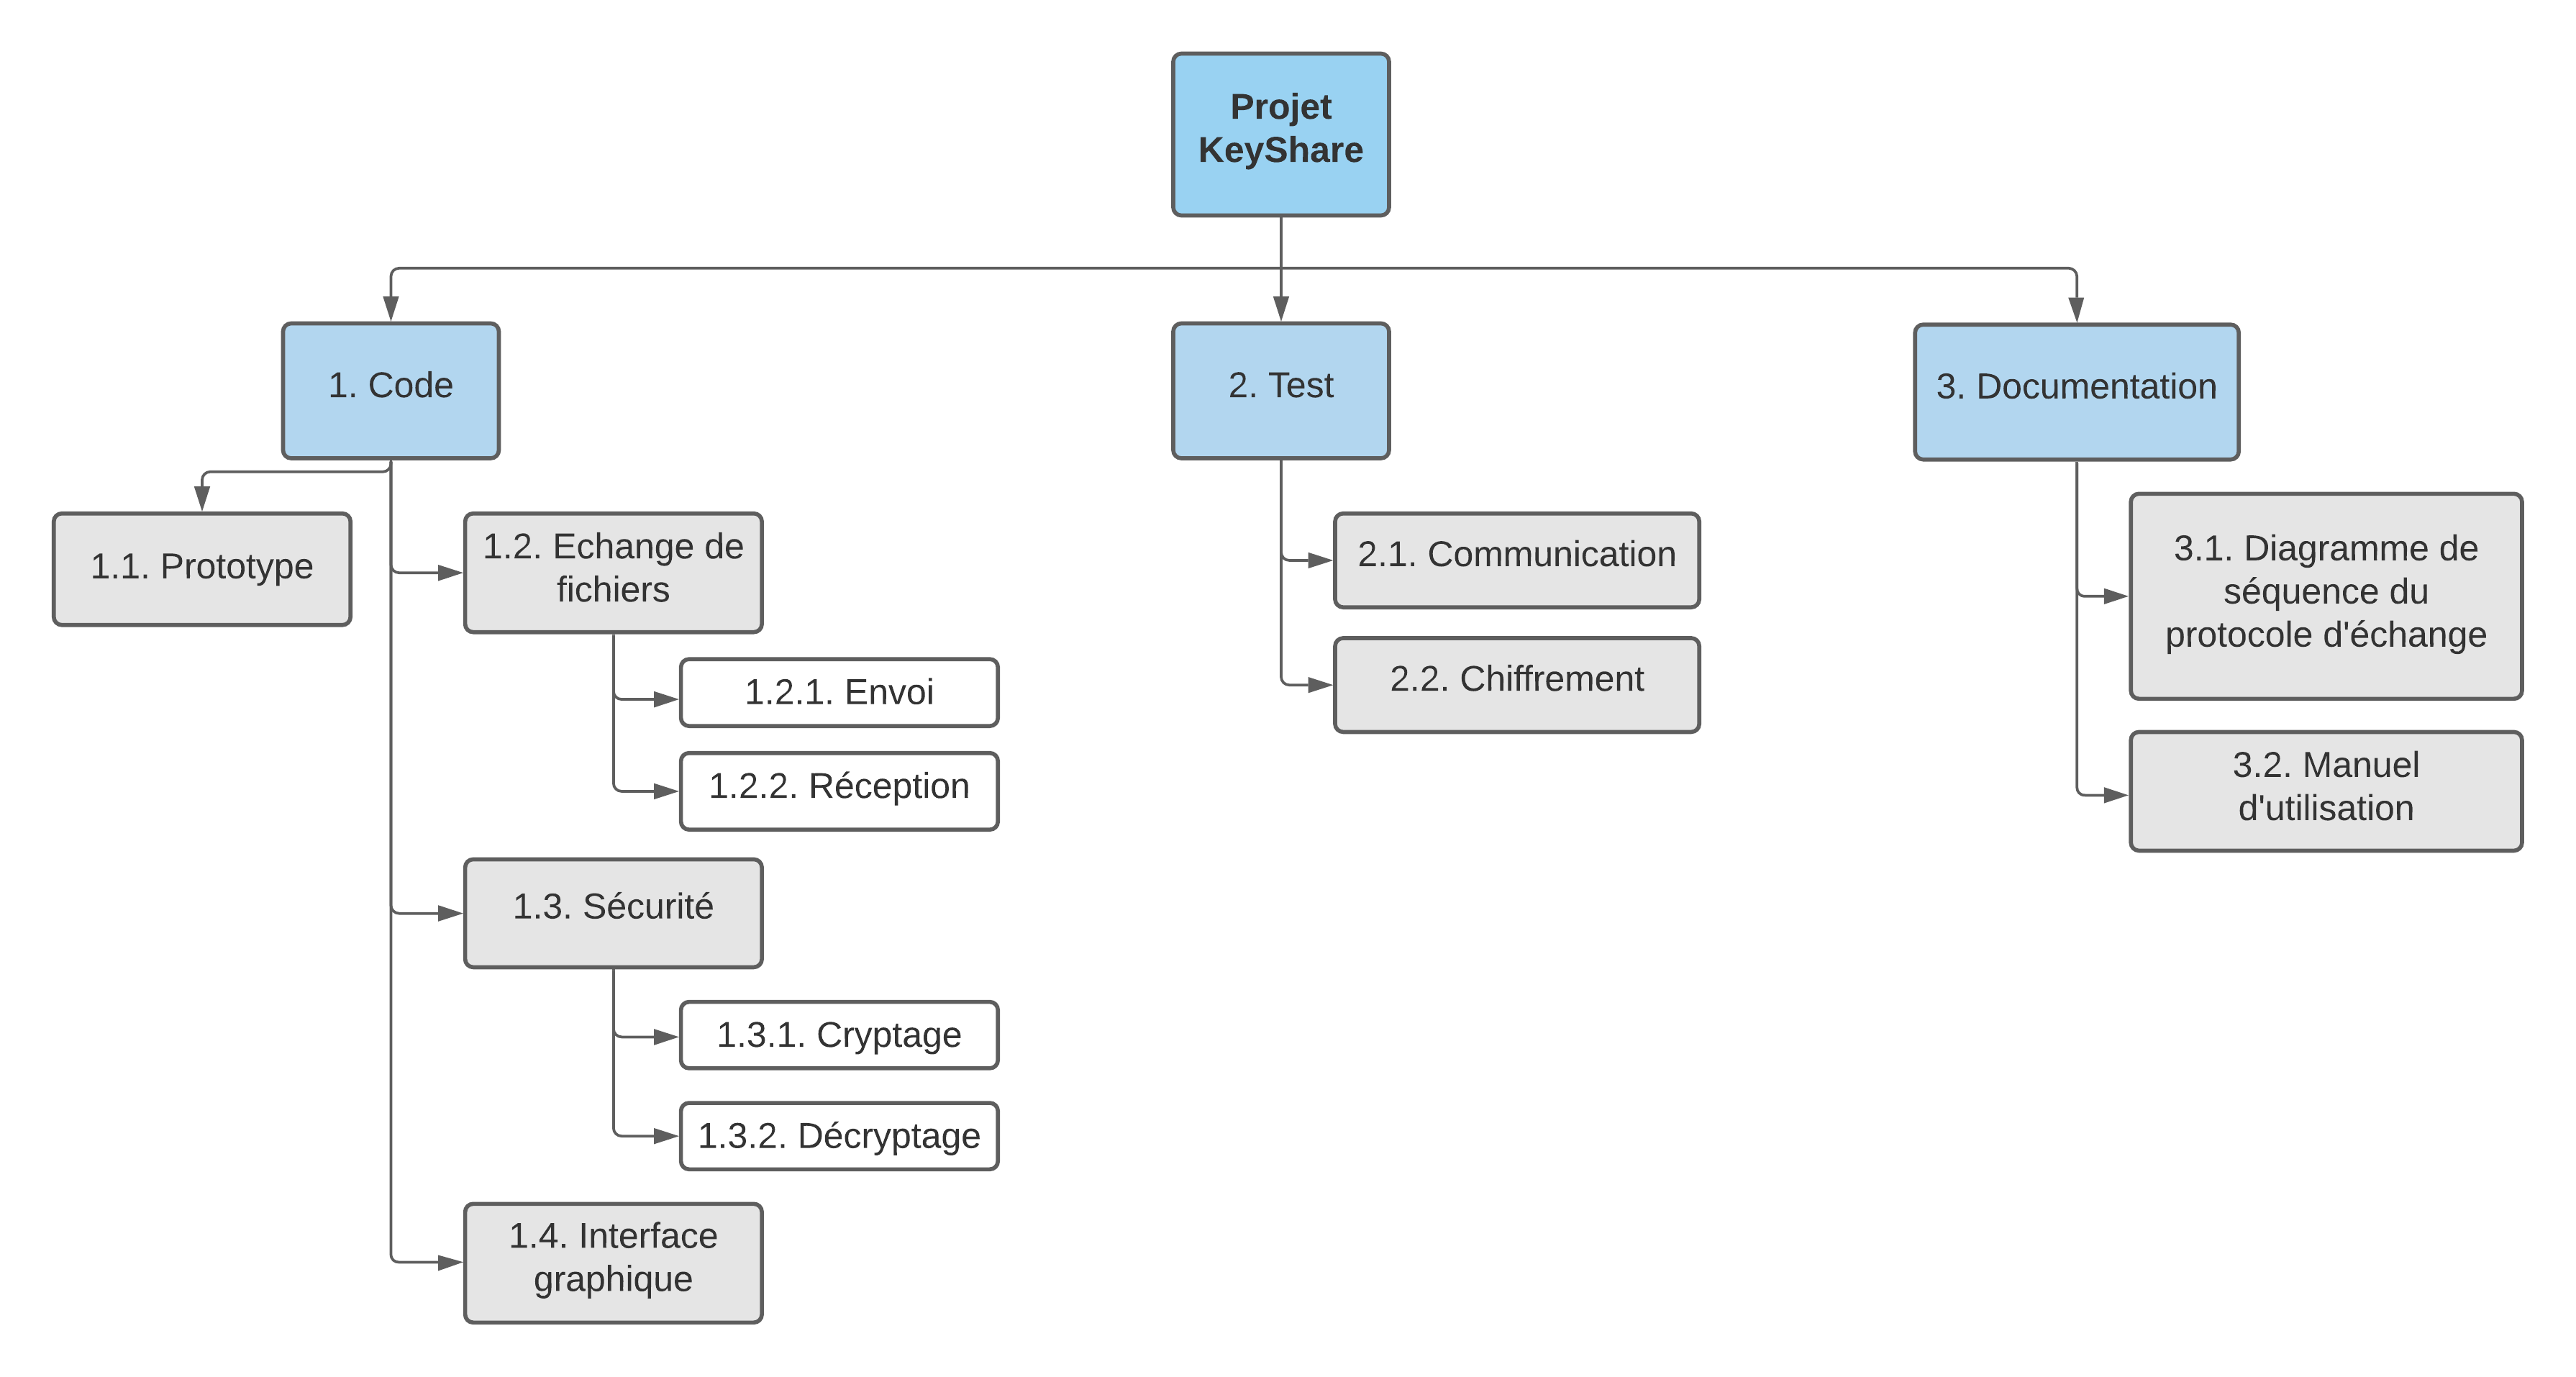 Projet
KeyShare
1. Code
2. Test
3. Documentation
1.1. Prototype
1.2. Echange de
fichiers
1.2.1. Envoi
1.2.2. Réception
1.3. Sécurité
1.3.1. Cryptage
1.3.2. Décryptage
1.4. Interface
graphique
2.1. Communication
2.2. Chiffrement
3.1. Diagramme de
séquence du
protocole d'échange
3.2. Manuel
d'utilisation